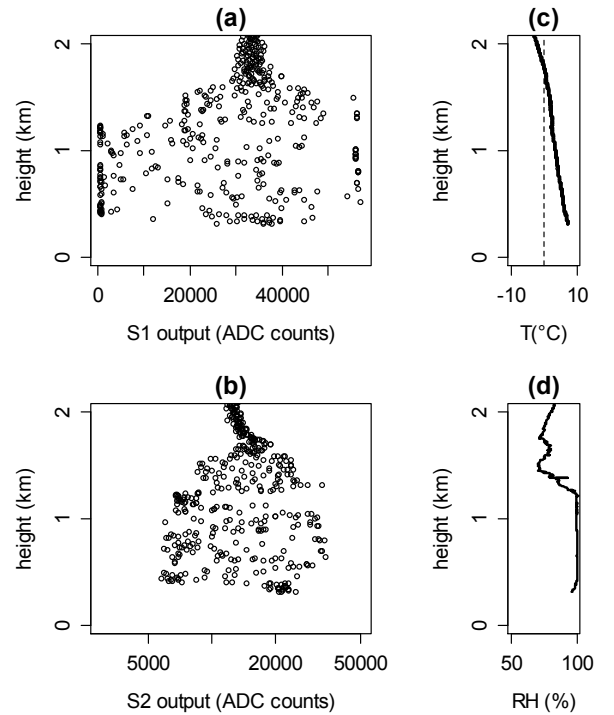 (a)
height (km)
0 1 2
0 20000 40000
S1 output (ADC counts)
(c)
height (km)
0 1 2
-10 10
T(°C)
(b)
height (km)
0 1 2
5000 20000 50000
S2 output (ADC counts)
(d)
height (km)
0 1 2
50 100
RH (%)